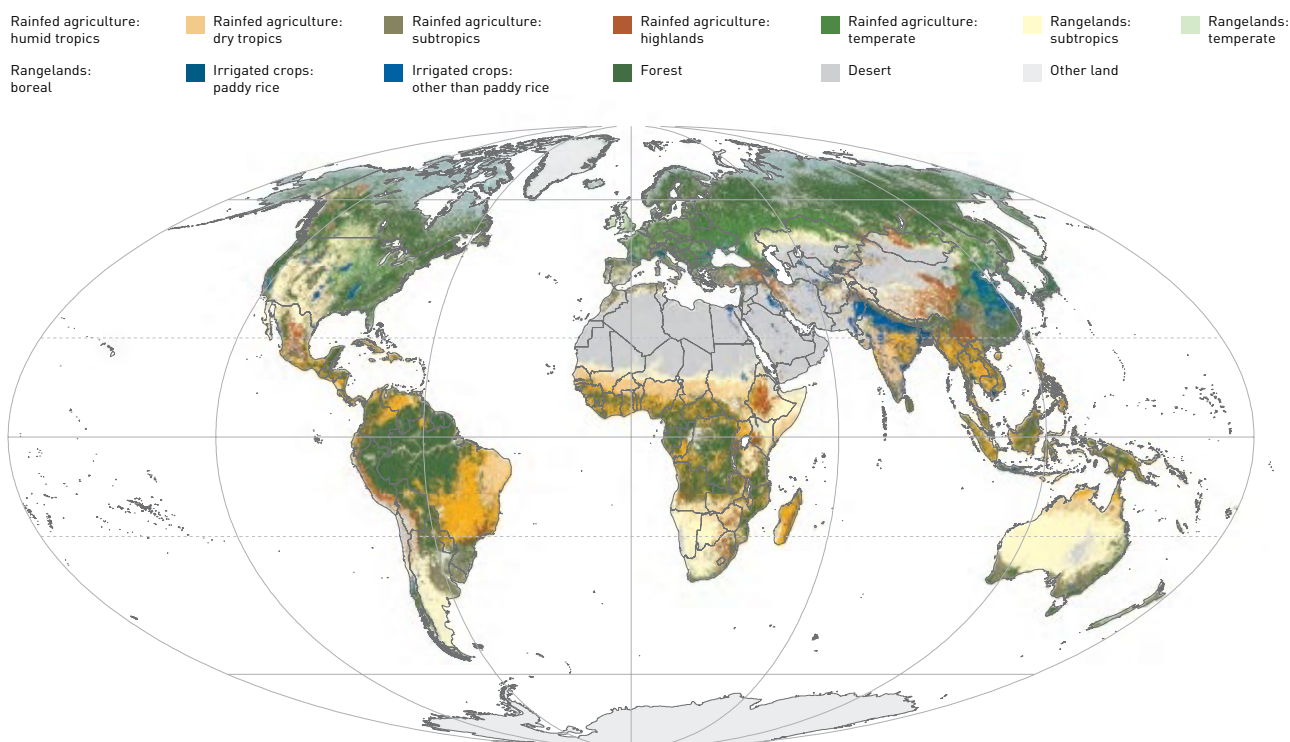 Rainfed agriculture:
humid tropics
Rainfed agriculture:
dry tropics
Rainfed agriculture:
subtropics
Rainfed agriculture:
highlands
Rainfed agriculture:
temperate
Rangelands:
subtropics
Rangelands:
temperate
Rangelands:
boreal
Irrigated crops:
paddy rice
Irrigated crops:
other than paddy rice
Forest
Desert
Other land